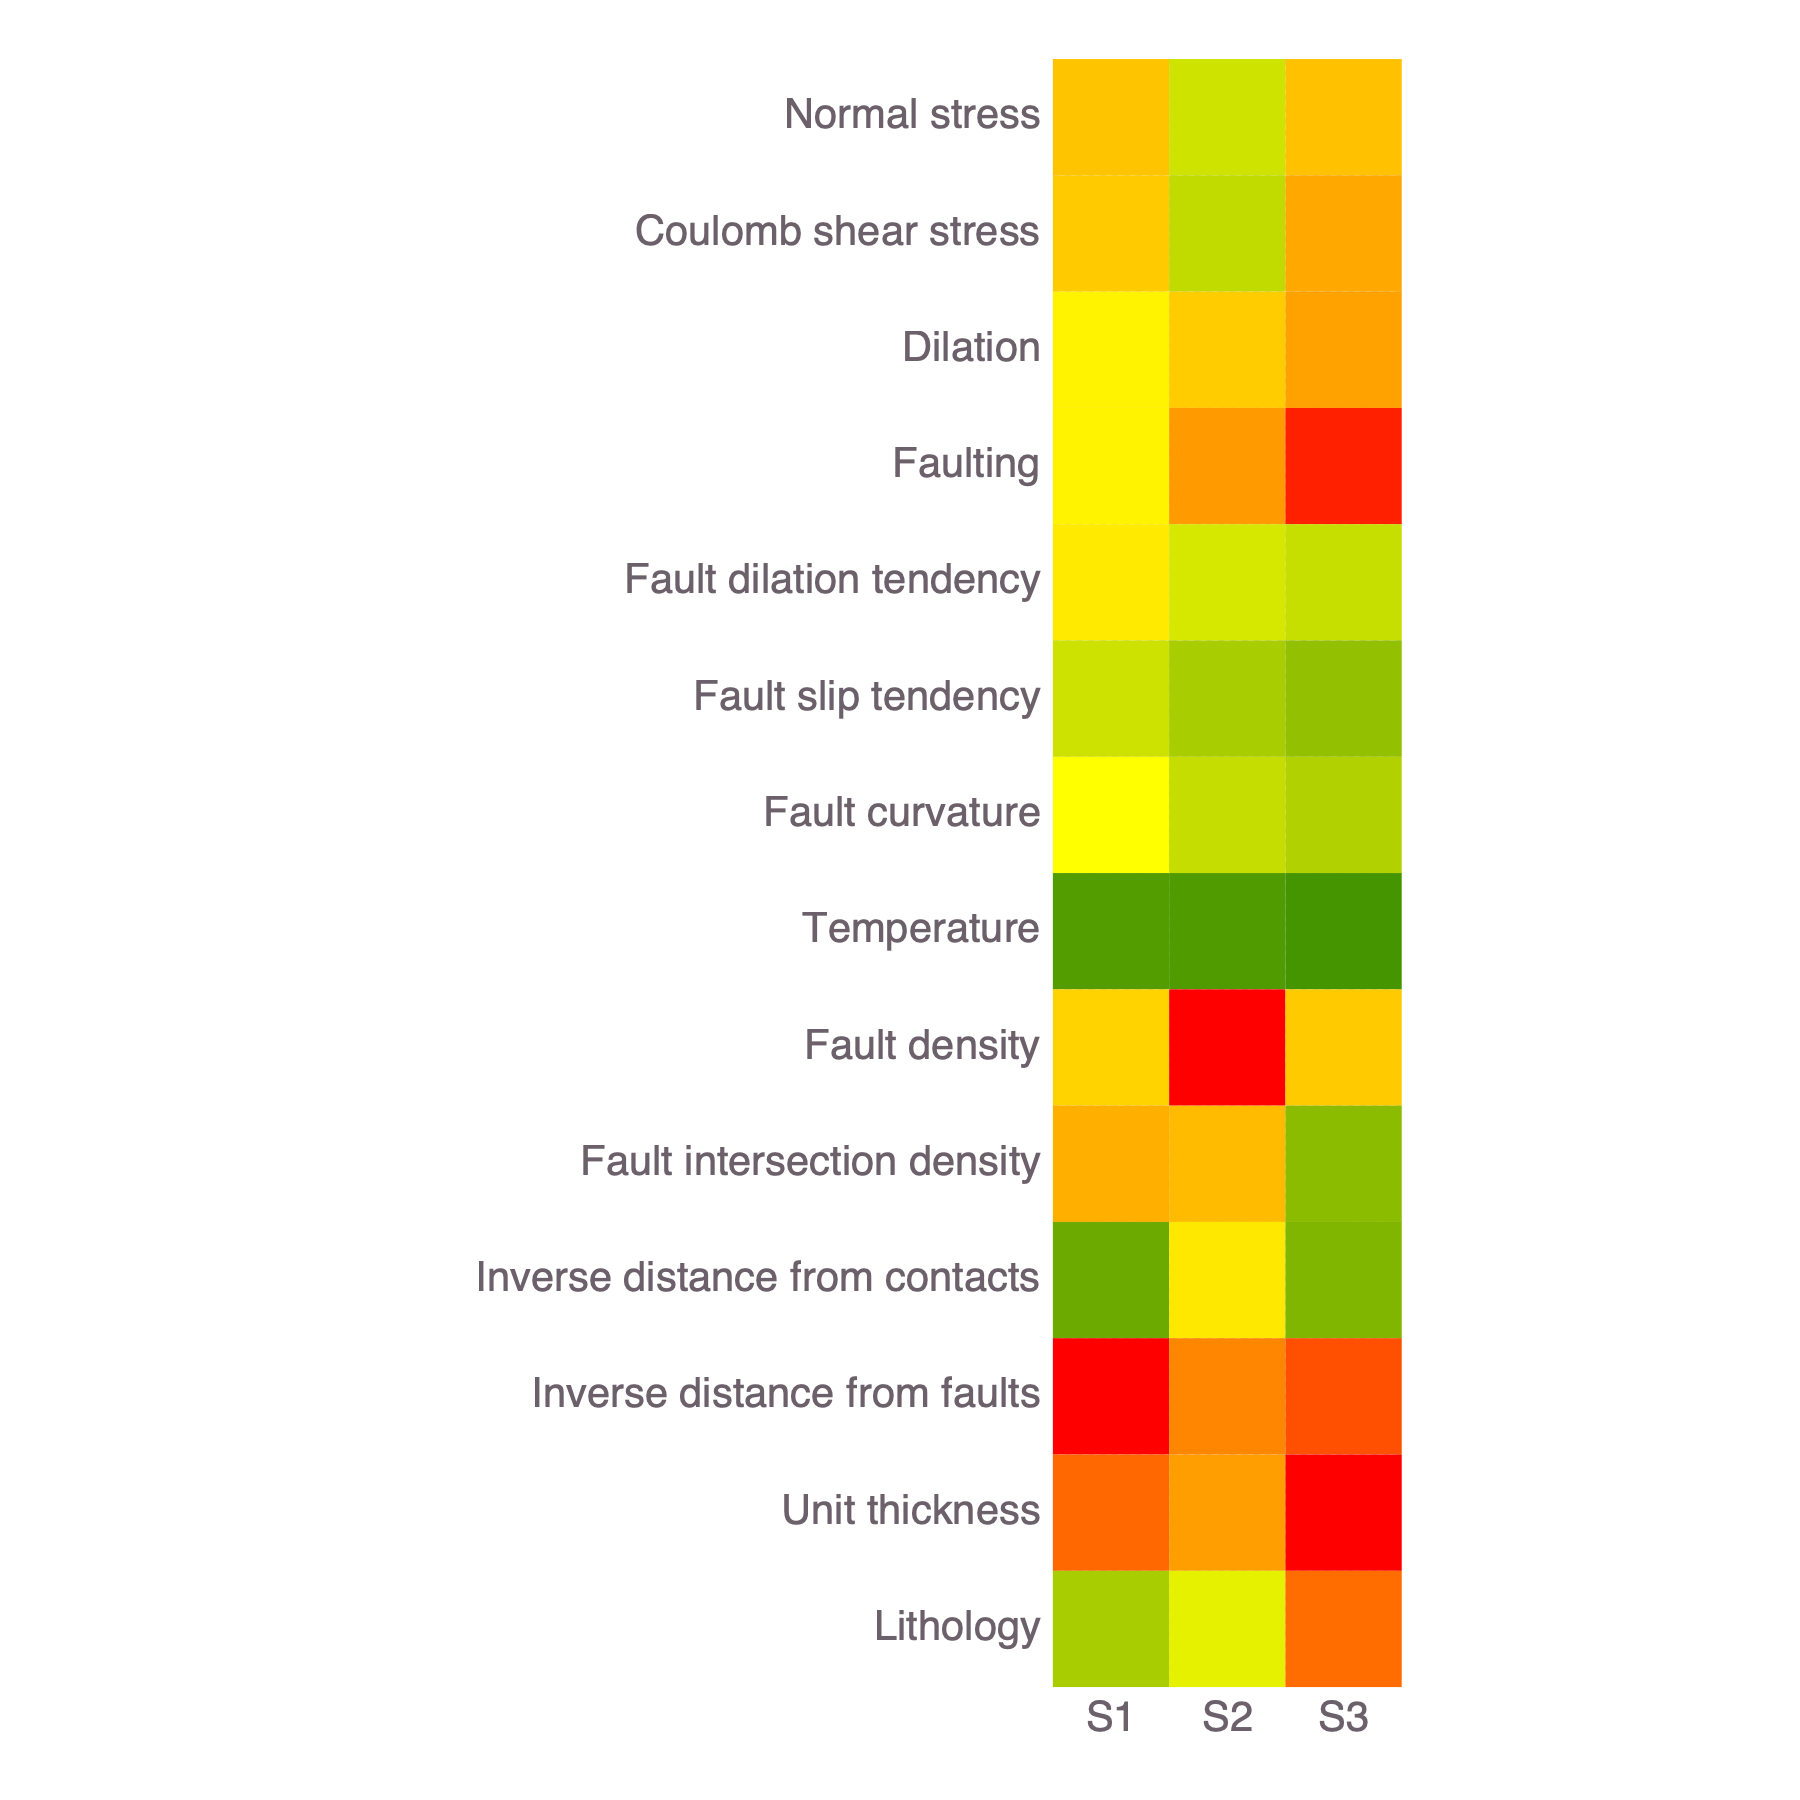 Normal stress
Coulomb shear stress
Dilation
Faulting
Fault dilation tendency
Fault slip tendency
Fault curvature
Temperature
Fault density
Fault intersection density
Inverse distance from contacts
Inverse distance from faults
Unit thickness
Lithology
S1 S2 S3